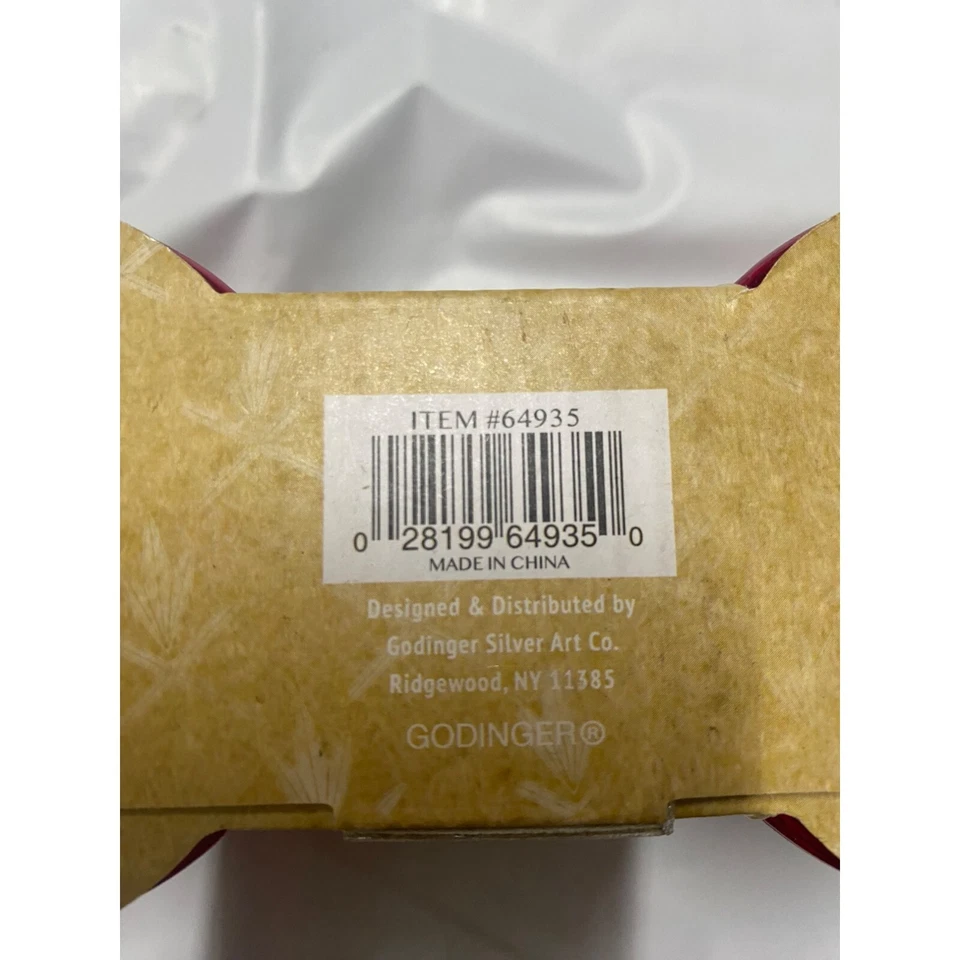 ITEM #64935
0 28199 64935 0
MADE IN CHINA
Designed & Distributed by
Godinger Silver Art Co.
Ridgewood, NY 11385
GODINGER®